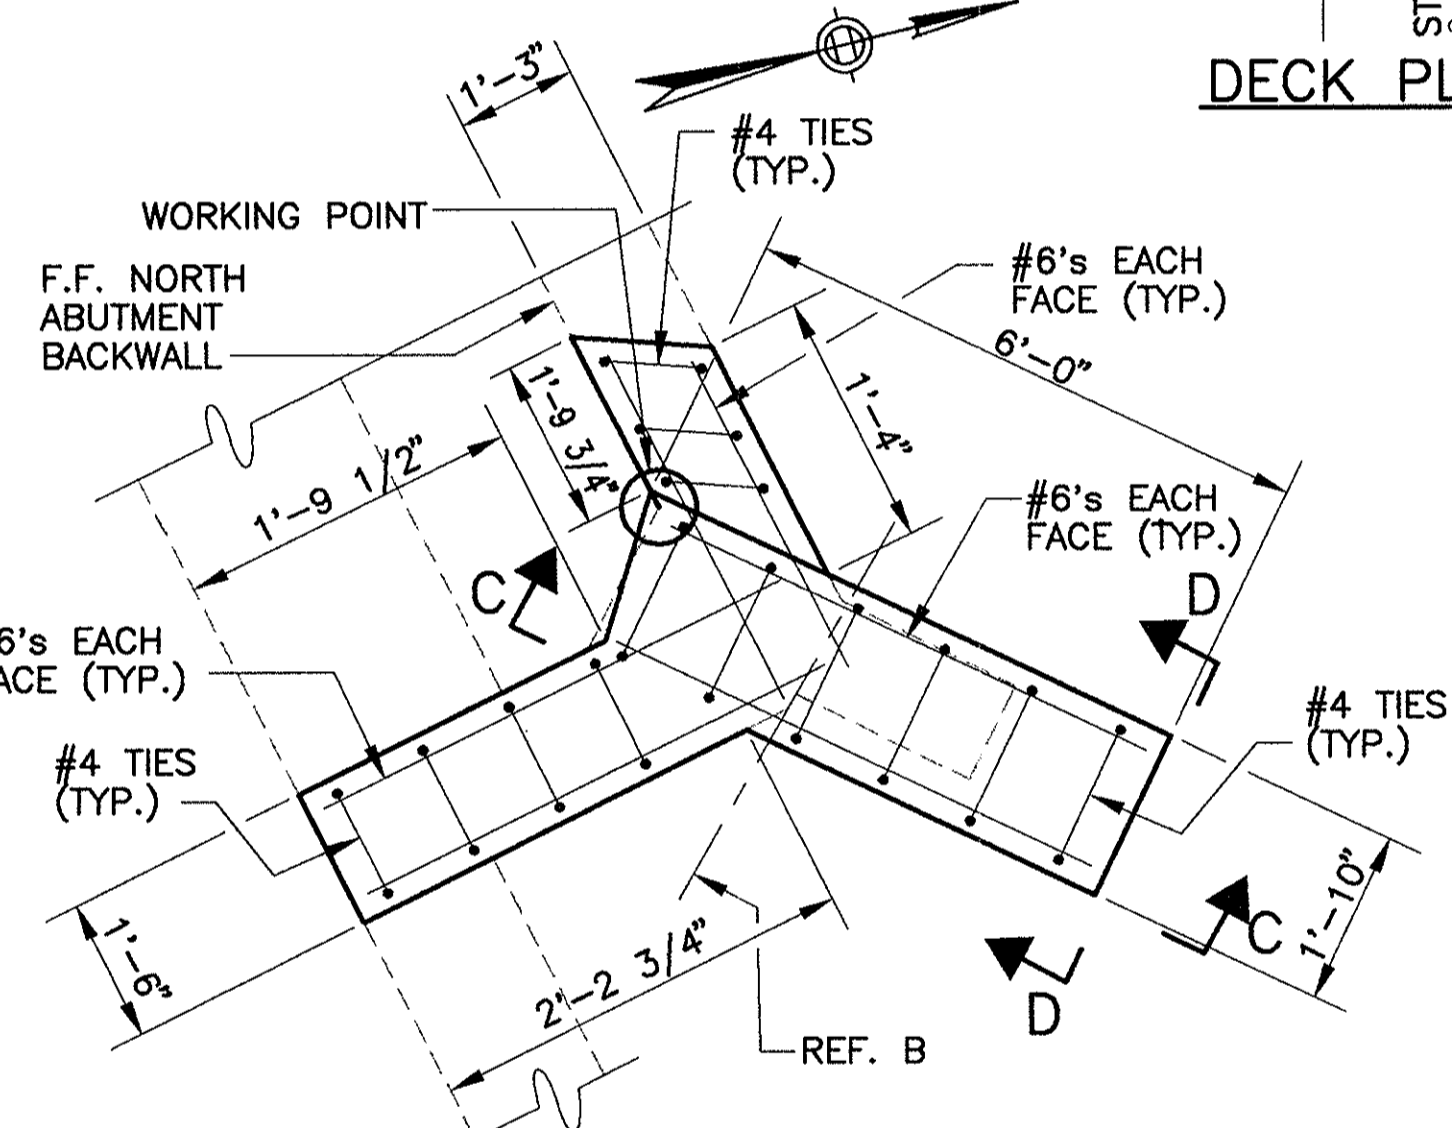 ST
DECK PL
1'-3"
#4 TIES
(TYP.)
WORKING POINT
F.F. NORTH
ABUTMENT
BACKWALL
#6's EACH
FACE (TYP.)
6'-0"
1'-9 3/4"
1'-4"
1'-9 1/2"
#6's EACH
FACE (TYP.)
C
D
6's EACH
ACE (TYP.)
#4 TIES
(TYP.)
#4 TIES
(TYP.)
1'-6"
2'-2 3/4"
C
1'-10"
D
REF. B